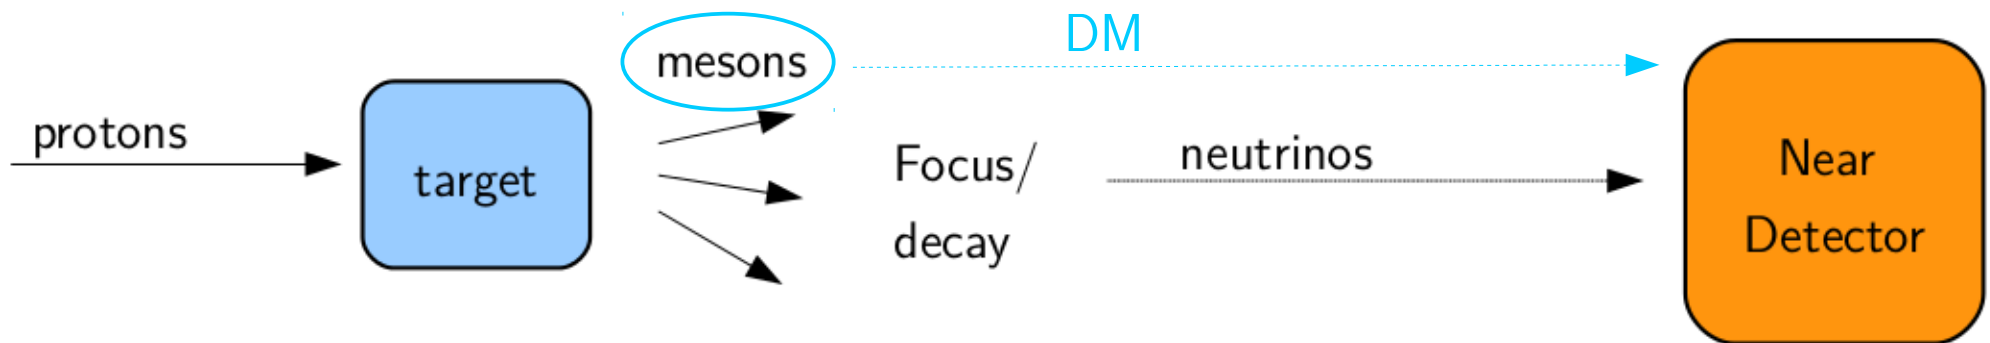 protons
target
mesons
DM
Focus/
decay
neutrinos
Near
Detector